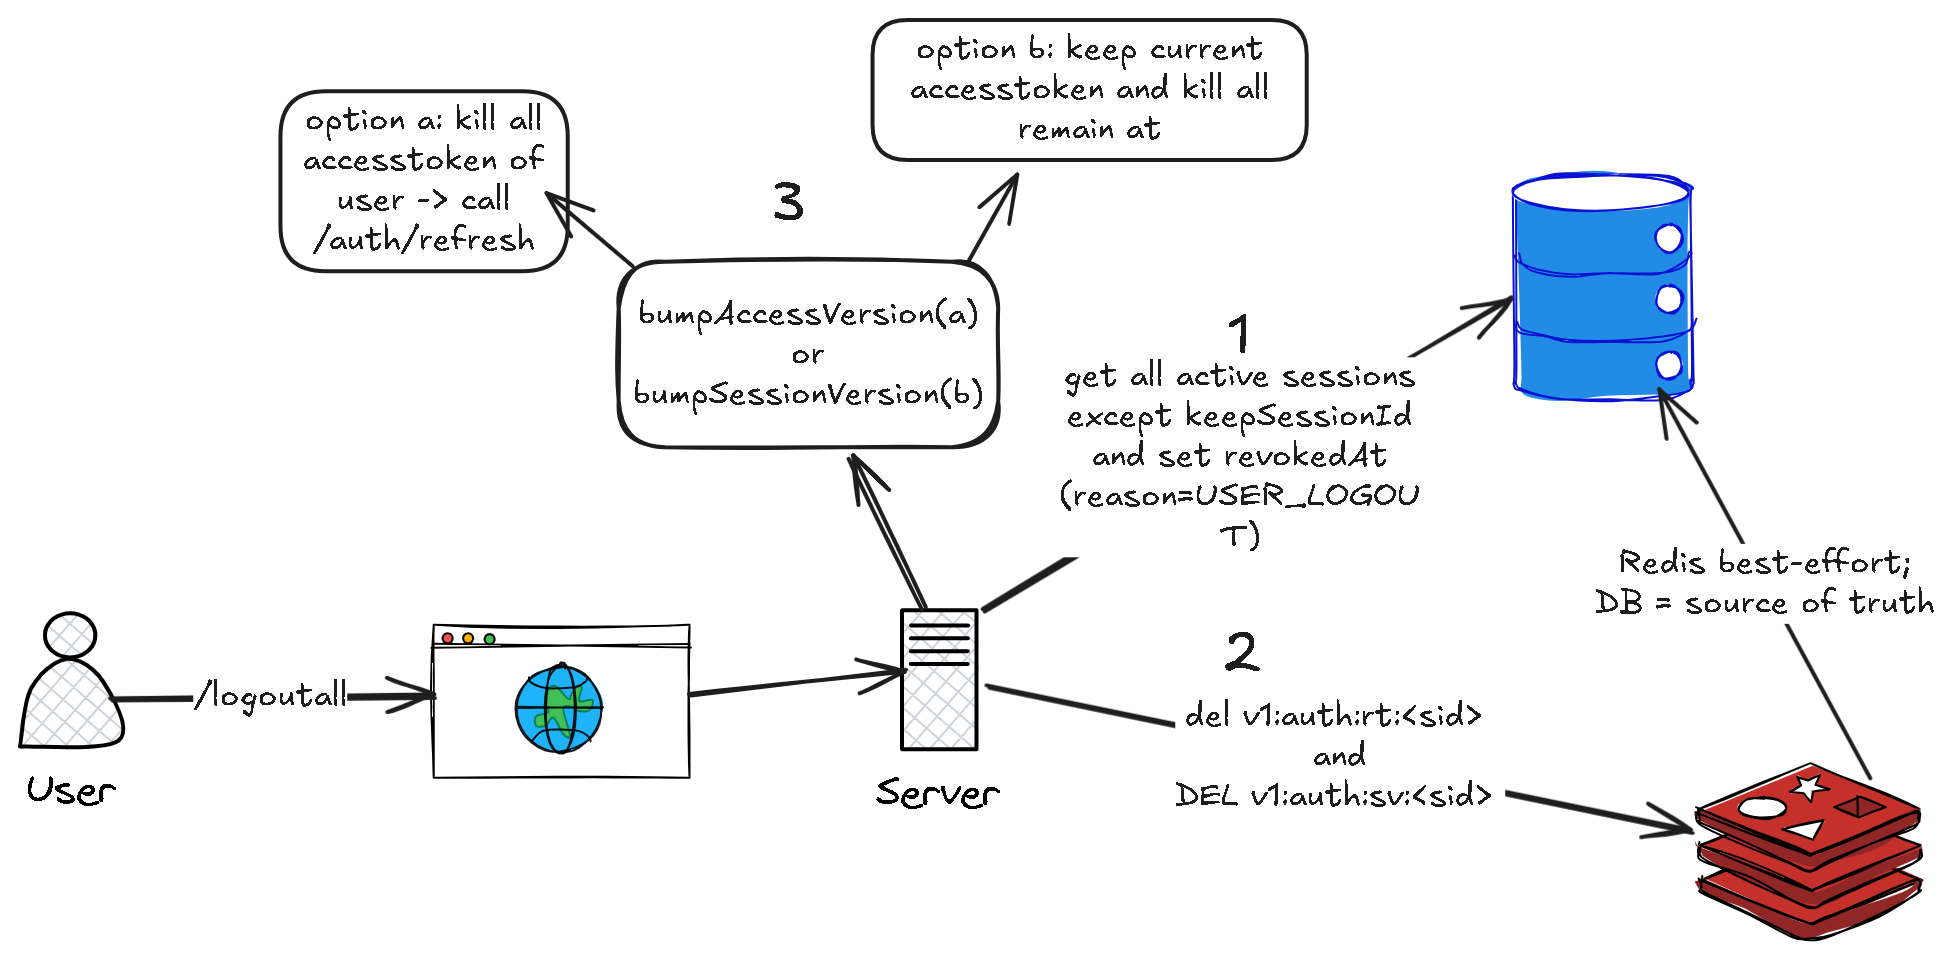 option b: keep current
accesstoken and kill all
remain at
option a: kill all
accesstoken of
user -> call
/auth/refresh
3
bumpAccessVersion(a)
or
bumpSessionVersion(b)
1
get all active sessions
except keepSessionId
and set revokedAt
(reason=USER_LOGOU
T)
Redis best-effort;
DB = source of truth
/logoutall
2
del v1:auth:rt:<sid>
and
DEL v1:auth:sv:<sid>
User
Server